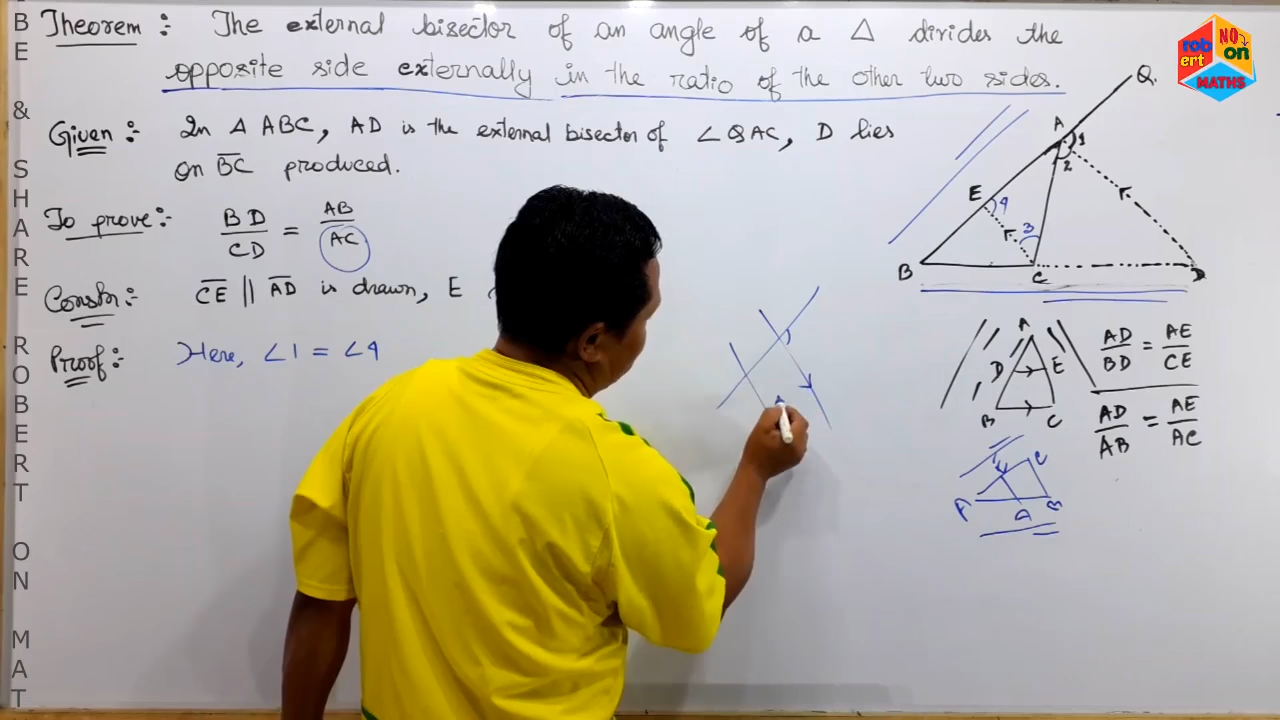 Theorem :- The external bisector of an angle of a △ divides the
opposite side externally in the ratio of the other two sides.
Given :- In △ ABC, AD is the external bisector of ∠QAC, D lies
on BC produced.
To prove :- BD/CD = AB/AC
Constn :- CE || AD is drawn, E
Proof :- Here, ∠1 = ∠4
Q.
A
1
2
E
4
3
B
C
D
A
D
E
B
C
AD/BD = AE/CE
AD/AB = AE/AC
A
C
B
rob
ert
NO
on
MATHS
BE & SHARE ROBERT ON MAT